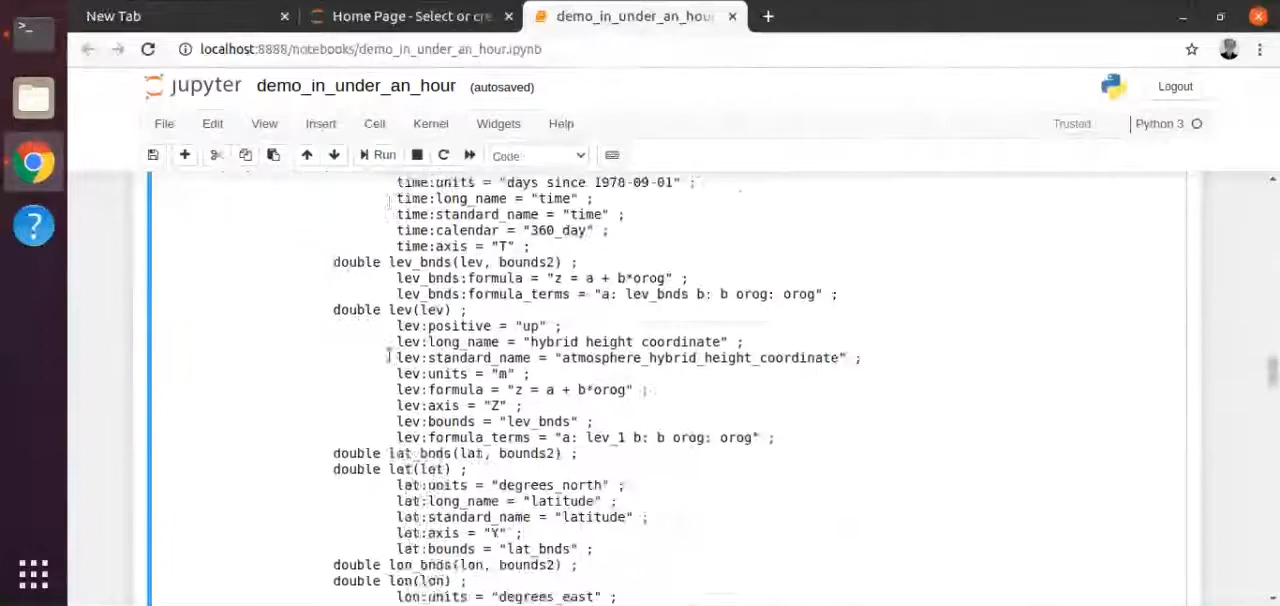 New Tab
Home Page - Select or cre
demo_in_under_an_hour
localhost:8888/notebooks/demo_in_under_an_hour.ipynb
jupyter demo_in_under_an_hour (autosaved)
Logout
File Edit View Insert Cell Kernel Widgets Help
Trusted
Python 3
Run
Code
time:units = "days since 1978-09-01" ;
time:long_name = "time" ;
time:standard_name = "time" ;
time:calendar = "360_day" ;
time:axis = "T" ;
double lev_bnds(lev, bounds2) ;
lev_bnds:formula = "z = a + b*orog" ;
lev_bnds:formula_terms = "a: lev_bnds b: b orog: orog" ;
double lev(lev) ;
lev:positive = "up" ;
lev:long_name = "hybrid height coordinate" ;
lev:standard_name = "atmosphere_hybrid_height_coordinate" ;
lev:units = "m" ;
lev:formula = "z = a + b*orog" ;
lev:axis = "Z" ;
lev:bounds = "lev_bnds" ;
lev:formula_terms = "a: lev_1 b: b orog: orog" ;
double lat_bnds(lat, bounds2) ;
double lat(lat) ;
lat:units = "degrees_north" ;
lat:long_name = "latitude" ;
lat:standard_name = "latitude" ;
lat:axis = "Y" ;
lat:bounds = "lat_bnds" ;
double lon_bnds(lon, bounds2) ;
double lon(lon) ;
lon:units = "degrees_east" ;